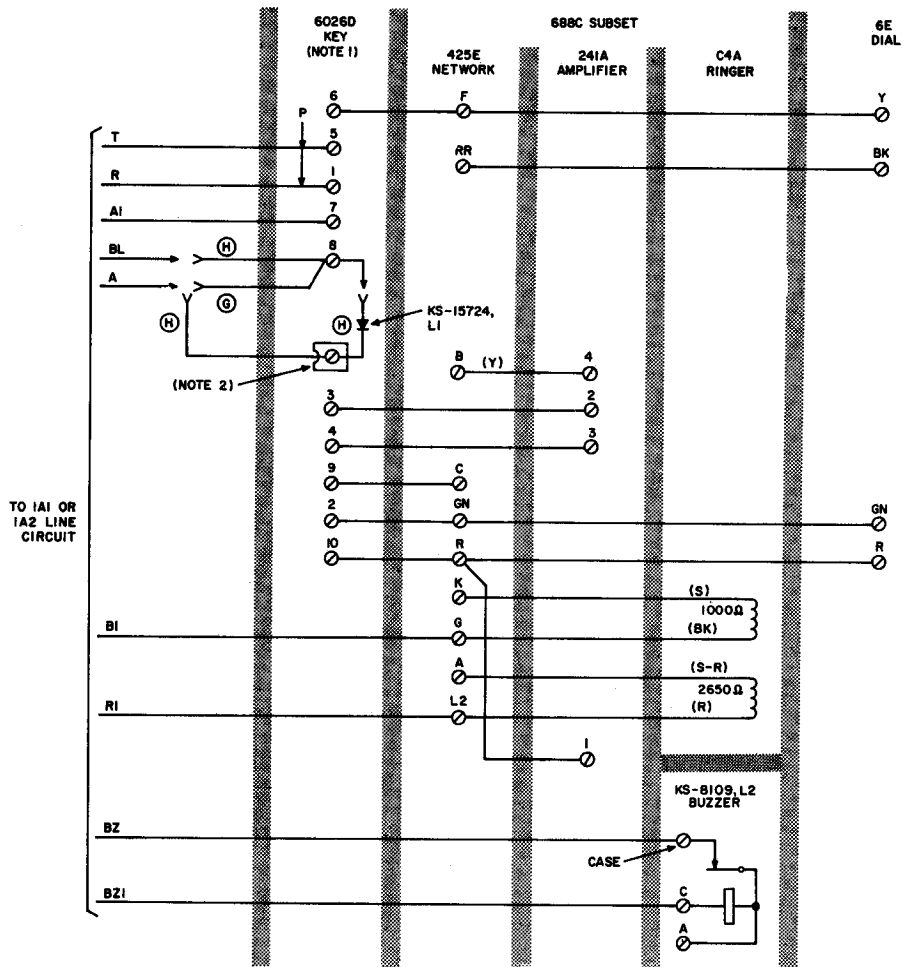 6026D
KEY
(NOTE 1)
688C SUBSET
425E
NETWORK
241A
AMPLIFIER
C4A
RINGER
6E
DIAL
6
F
Y
P
T
5
RR
BK
R
1
A1
7
BL
H
8
A
G
H
H
KS-15724,
L1
(NOTE 2)
B
(Y)
4
3
2
4
3
9
C
TO 1A1 OR
1A2 LINE
CIRCUIT
2
GN
GN
10
R
R
K
(S)
1000Ω
B1
G
(BK)
A
(S-R)
2650Ω
R1
L2
(R)
1
KS-8109, L2
BUZZER
BZ
CASE
BZ1
C
A